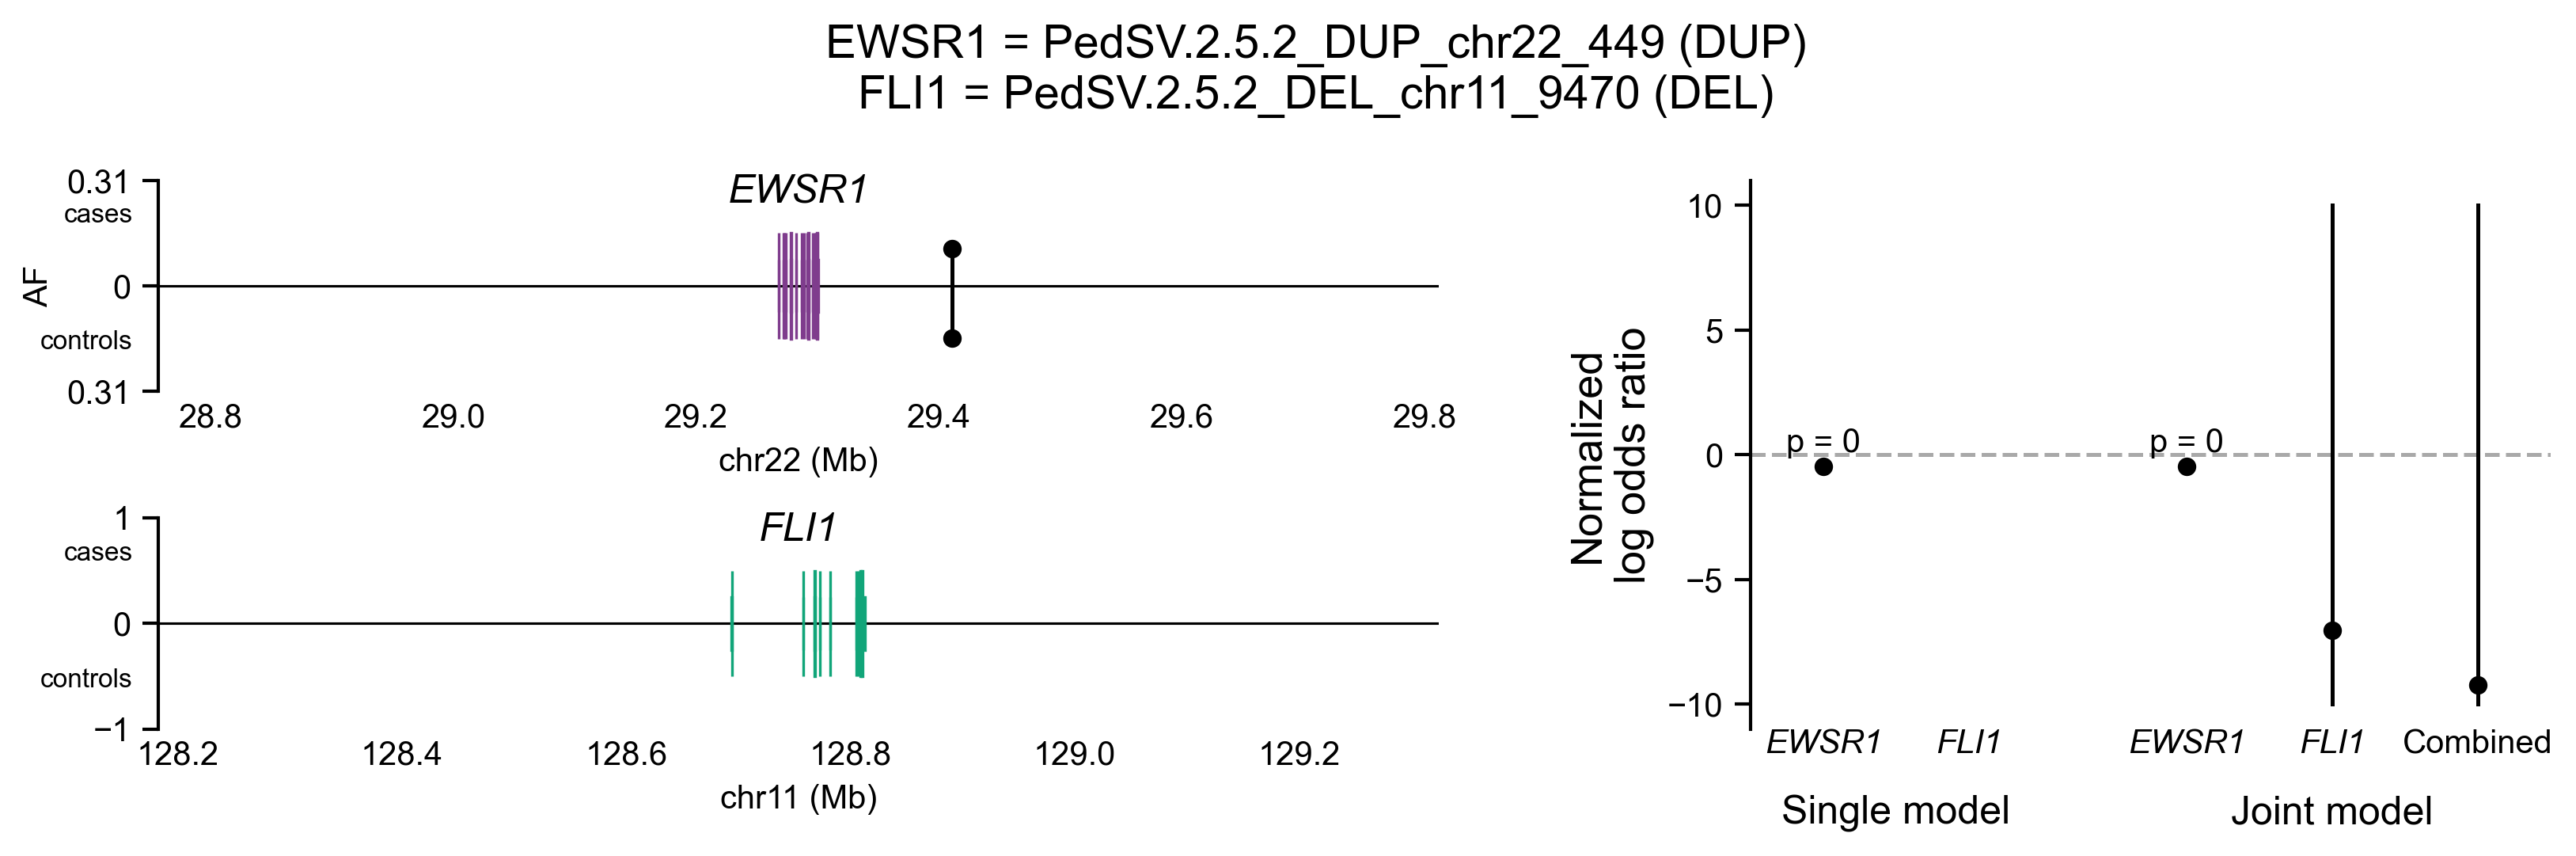 EWSR1 = PedSV.2.5.2_DUP_chr22_449 (DUP)
FLI1 = PedSV.2.5.2_DEL_chr11_9470 (DEL)
EWSR1
0.31
cases
0
controls
0.31
AF
28.8 29.0 29.2 29.4 29.6 29.8
chr22 (Mb)
FLI1
1
cases
0
controls
−1
128.2 128.4 128.6 128.8 129.0 129.2
chr11 (Mb)
Normalized
log odds ratio
10
5
0
−5
−10
p = 0 p = 0
EWSR1 FLI1 EWSR1 FLI1 Combined
Single model Joint model